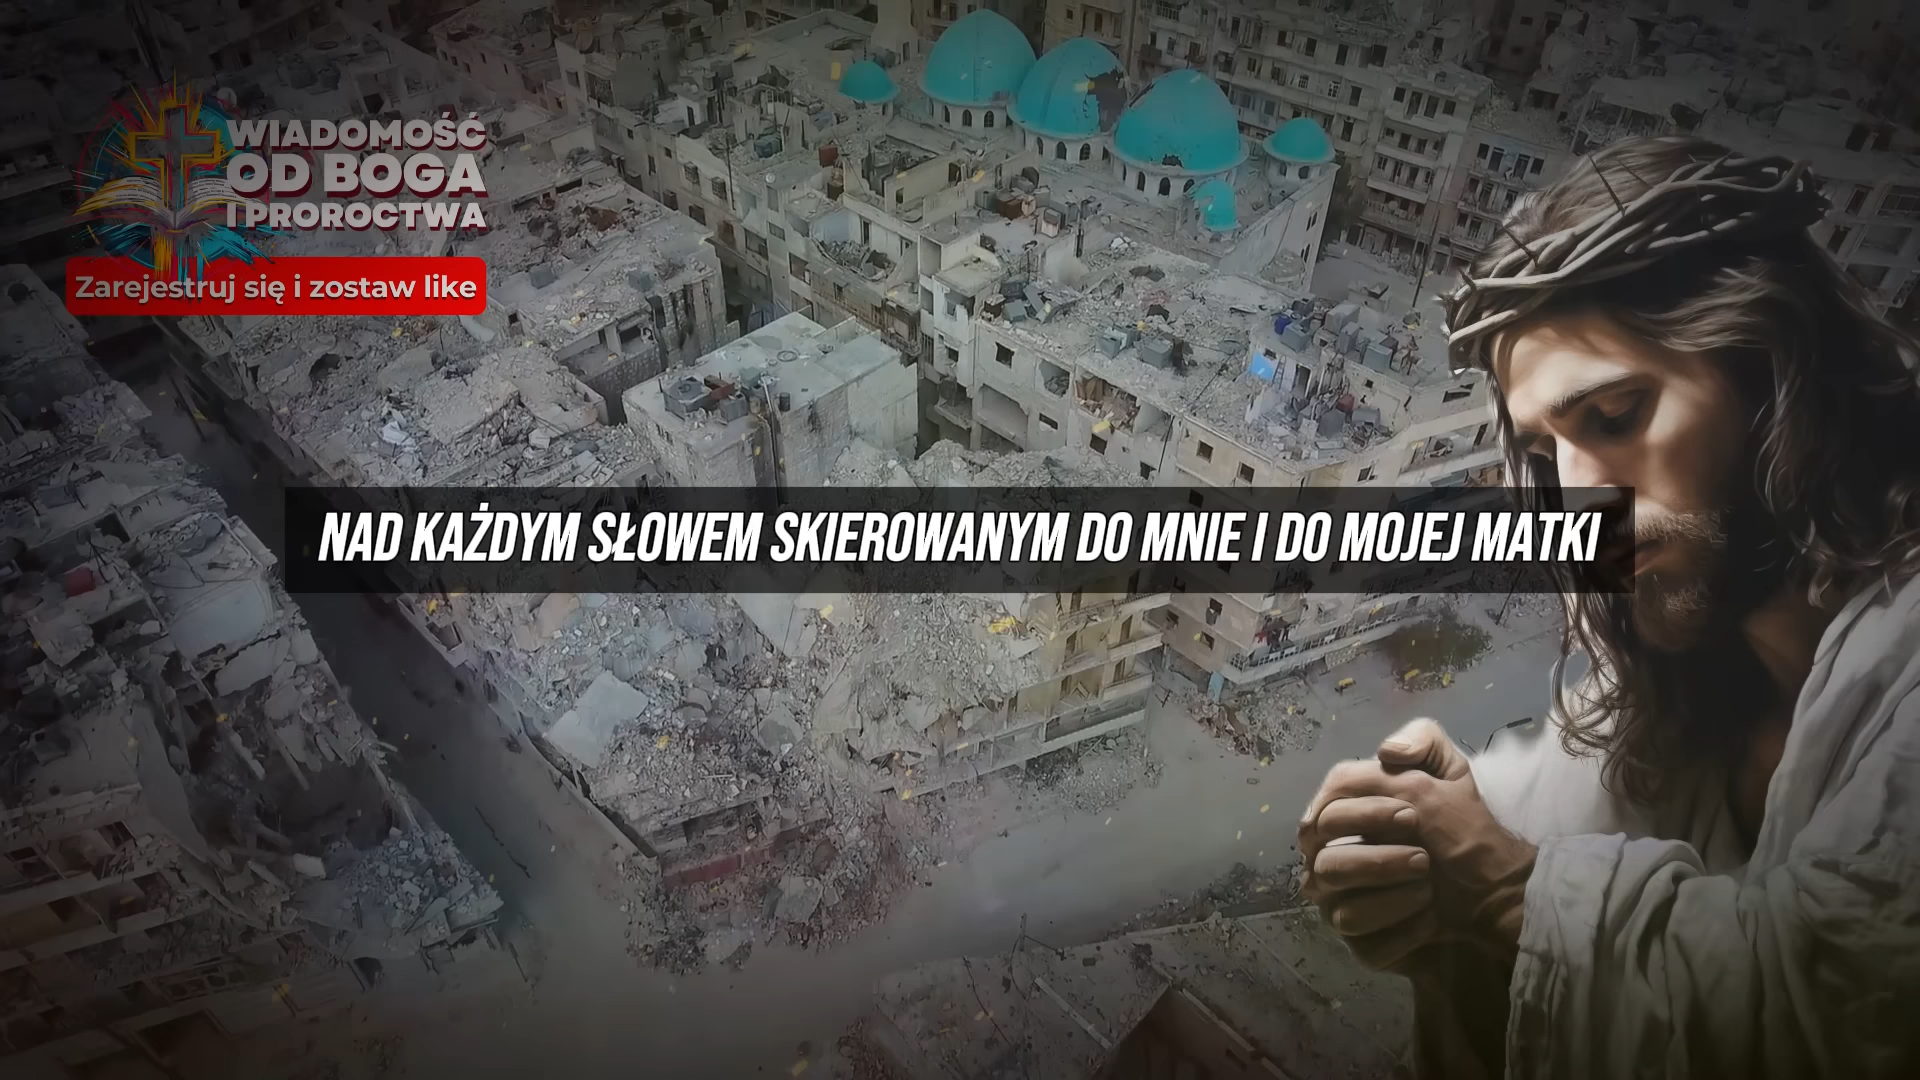 WIADOMOŚĆ
OD BOGA
I PROROCTWA
Zarejestruj się i zostaw like
NAD KAŻDYM SŁOWEM SKIEROWANYM DO MNIE I DO MOJEJ MATKI